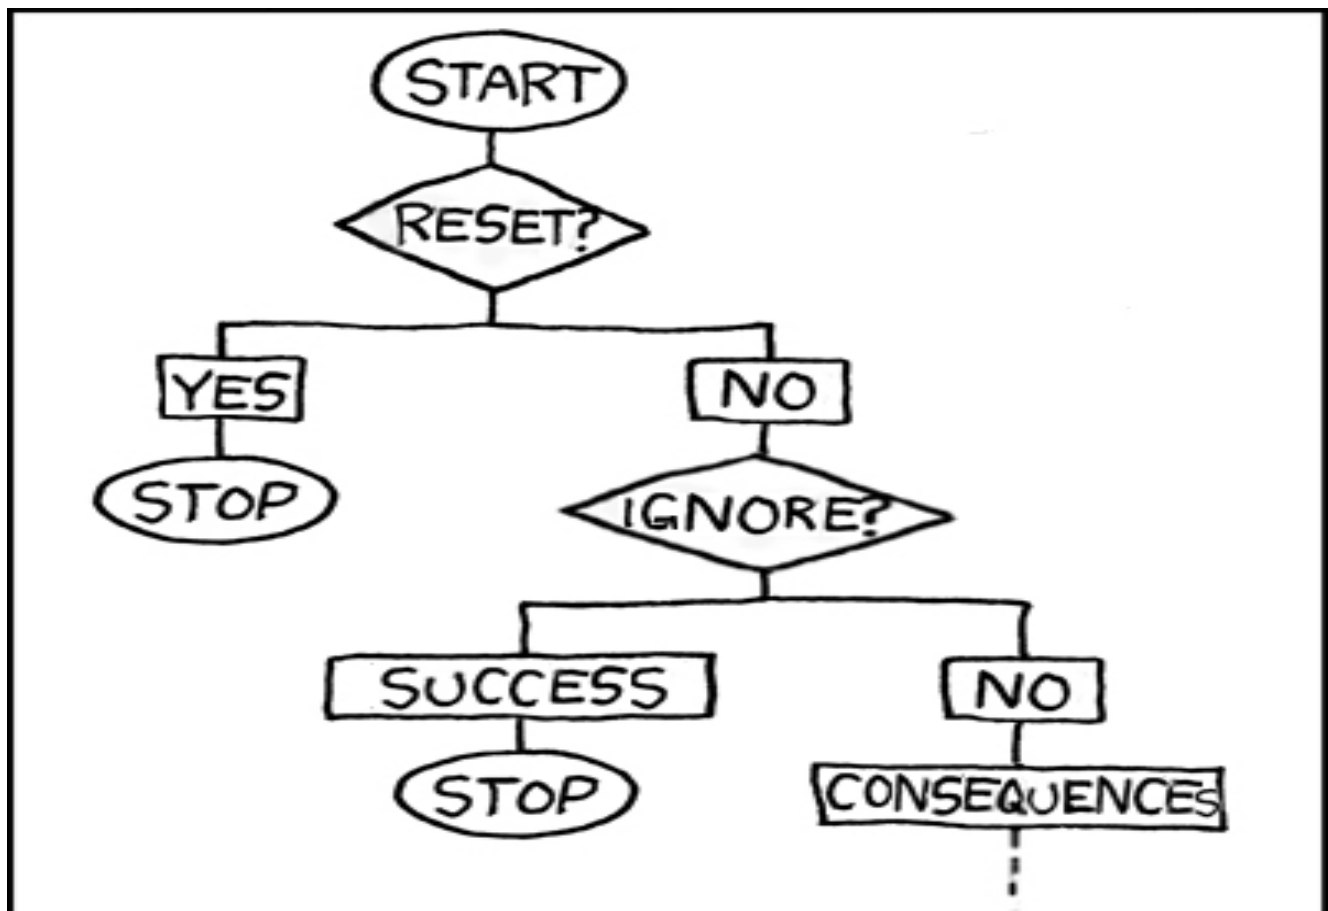 START
RESET?
YES
NO
STOP
IGNORE?
SUCCESS
NO
STOP
CONSEQUENCES